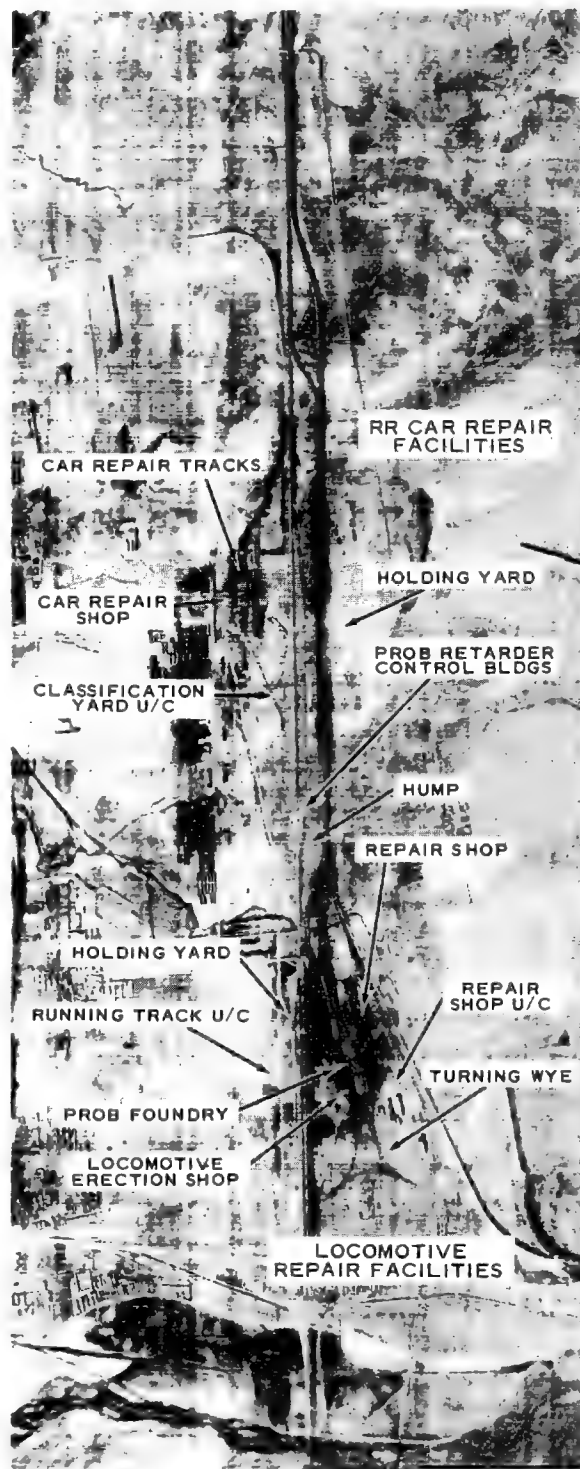 RR CAR REPAIR
FACILITIES
CAR REPAIR TRACKS
HOLDING YARD
CAR REPAIR
SHOP
PROB RETARDER
CONTROL BLDGS
CLASSIFICATION
YARD U/C
HUMP
REPAIR SHOP
HOLDING YARD
REPAIR
SHOP U/C
RUNNING TRACK U/C
TURNING WYE
PROB FOUNDRY
LOCOMOTIVE
ERECTION SHOP
LOCOMOTIVE
REPAIR FACILITIES